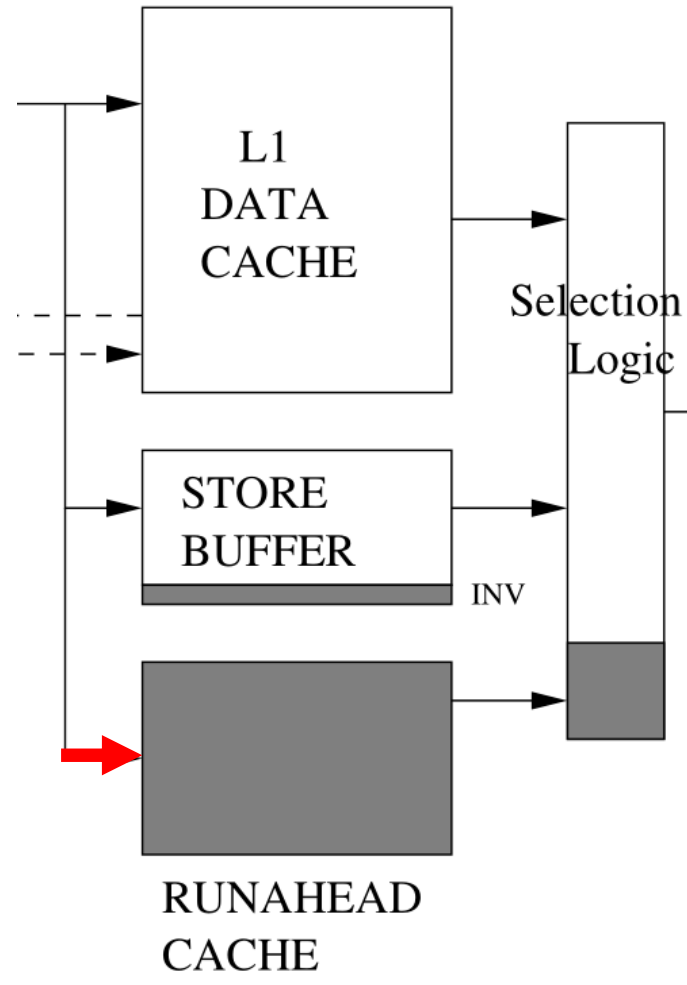 L1
DATA
CACHE
Selection
Logic
STORE
BUFFER
INV
RUNAHEAD
CACHE